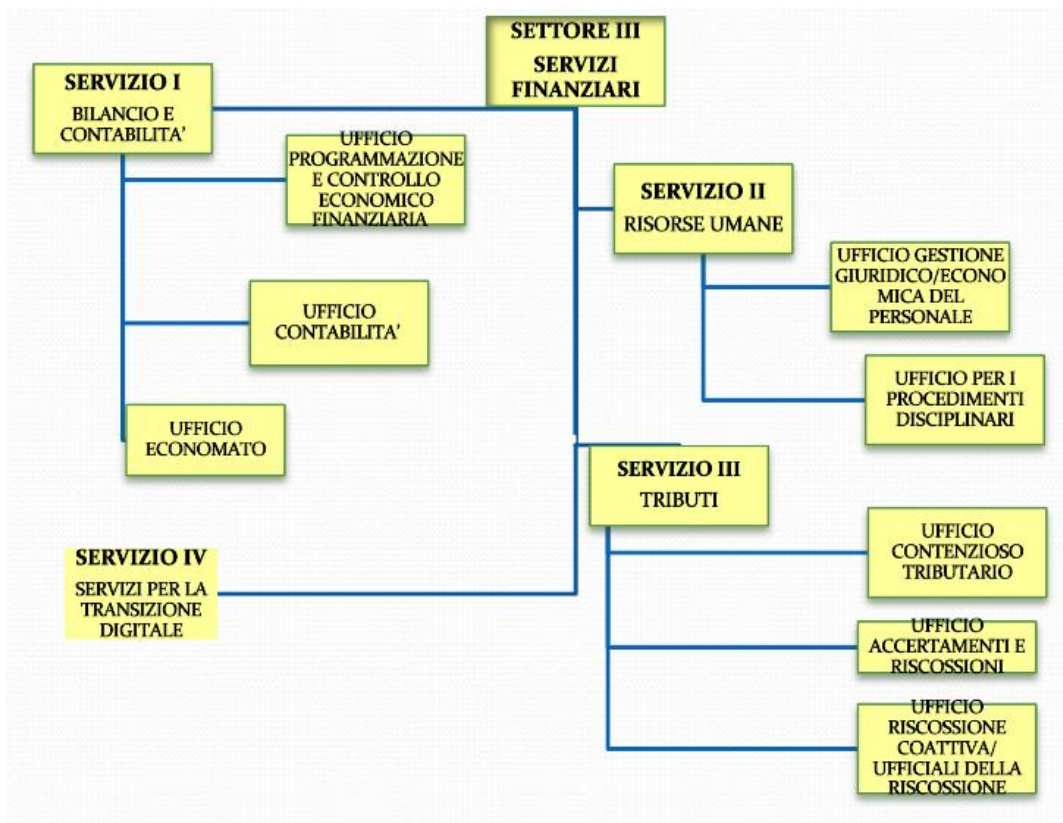 SETTORE III
SERVIZI
FINANZIARI
SERVIZIO I
BILANCIO E
CONTABILITA'
UFFICIO
PROGRAMMAZIONE
E CONTROLLO
ECONOMICO
FINANZIARIA
UFFICIO
CONTABILITA'
UFFICIO
ECONOMATO
SERVIZIO II
RISORSE UMANE
UFFICIO GESTIONE
GIURIDICO/ECONO
MICA DEL
PERSONALE
UFFICIO PER I
PROCEDIMENTI
DISCIPLINARI
SERVIZIO III
TRIBUTI
UFFICIO
CONTENZIOSO
TRIBUTARIO
UFFICIO
ACCERTAMENTI E
RISCOSSIONI
UFFICIO
RISCOSSIONE
COATTIVA/
UFFICIALI DELLA
RISCOSSIONE
SERVIZIO IV
SERVIZI PER LA
TRANSIZIONE
DIGITALE